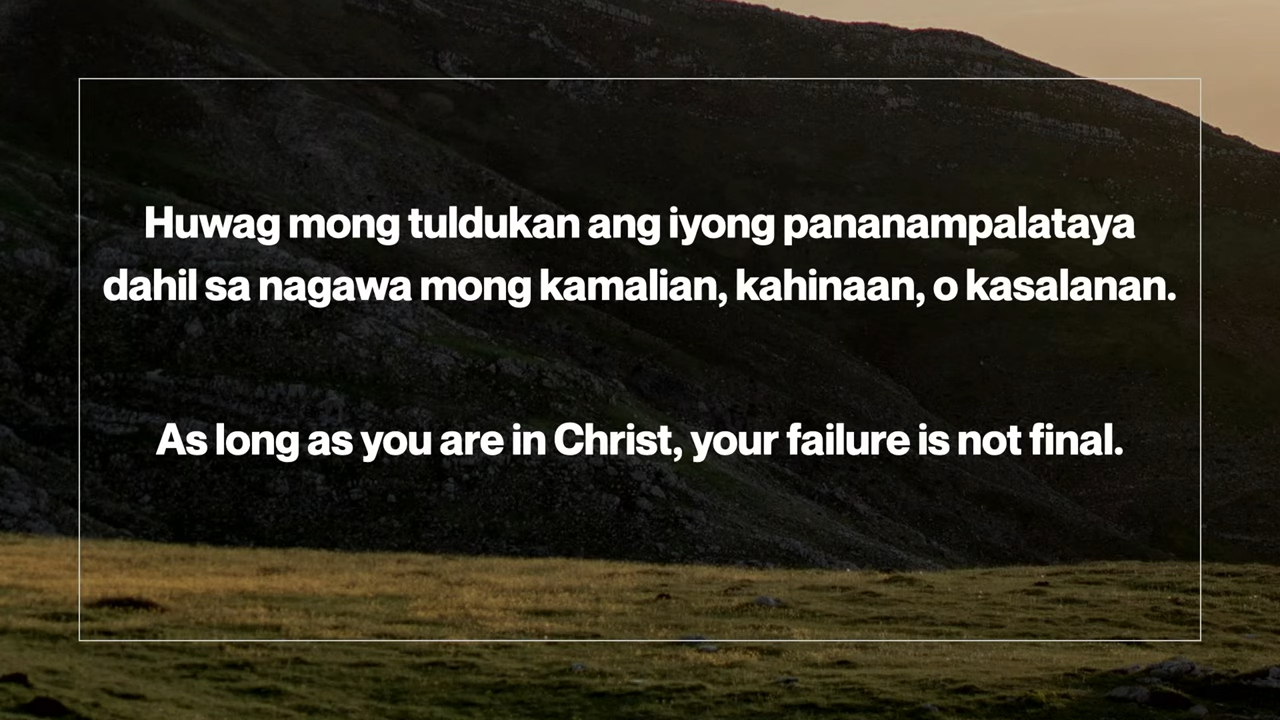 Huwag mong tuldukan ang iyong pananampalataya
dahil sa nagawa mong kamalian, kahinaan, o kasalanan.
As long as you are in Christ, your failure is not final.